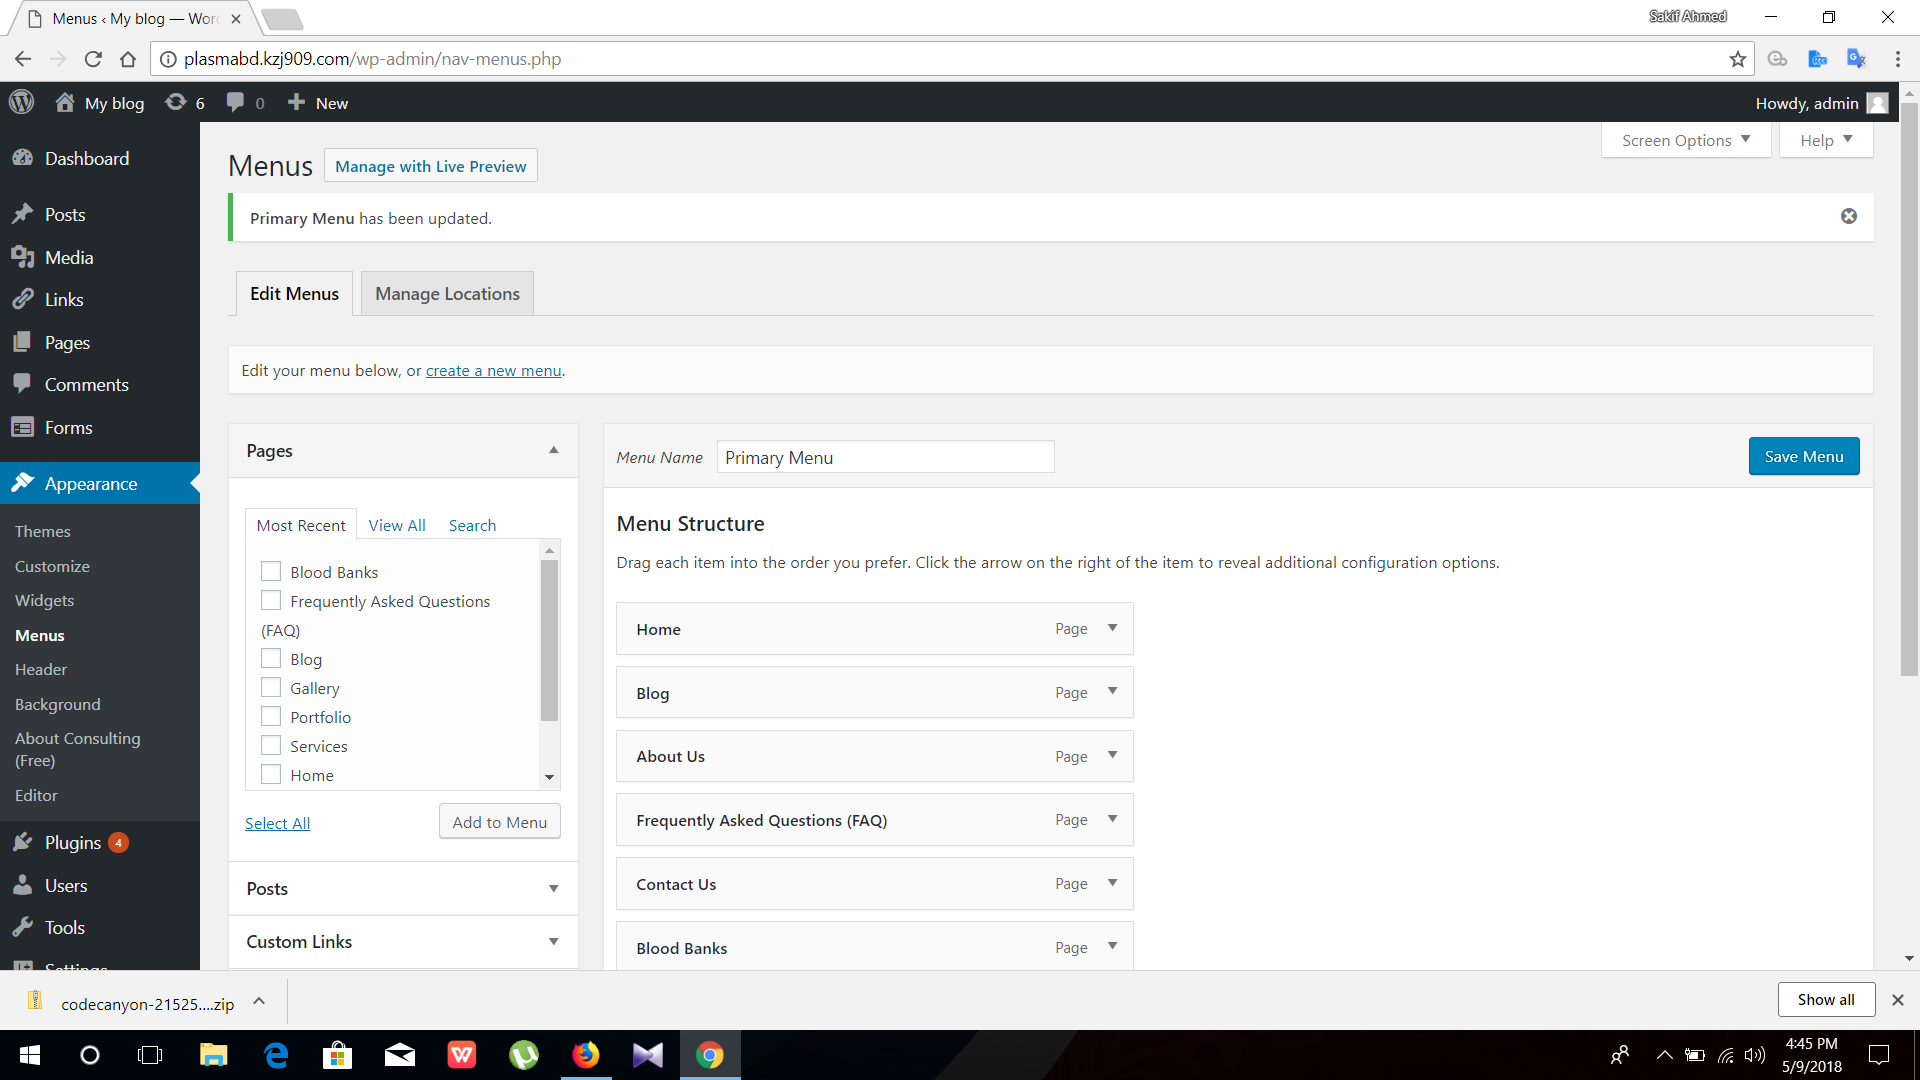 Menus ‹ My blog — Wor
Sakif Ahmed
plasmabd.kzj909.com/wp-admin/nav-menus.php
My blog
6
0
New
Howdy, admin
Dashboard
Posts
Media
Links
Pages
Comments
Forms
Appearance
Themes
Customize
Widgets
Menus
Header
Background
About Consulting
(Free)
Editor
Plugins 4
Users
Tools
Settings
Screen Options
Help
Menus
Manage with Live Preview
Primary Menu has been updated.
Edit Menus
Manage Locations
Edit your menu below, or create a new menu.
Pages
Most Recent
View All
Search
Blood Banks
Frequently Asked Questions
(FAQ)
Blog
Gallery
Portfolio
Services
Home
Select All
Add to Menu
Posts
Custom Links
Menu Name
Primary Menu
Save Menu
Menu Structure
Drag each item into the order you prefer. Click the arrow on the right of the item to reveal additional configuration options.
Home Page
Blog Page
About Us Page
Frequently Asked Questions (FAQ) Page
Contact Us Page
Blood Banks Page
codecanyon-21525....zip
Show all
4:45 PM
5/9/2018